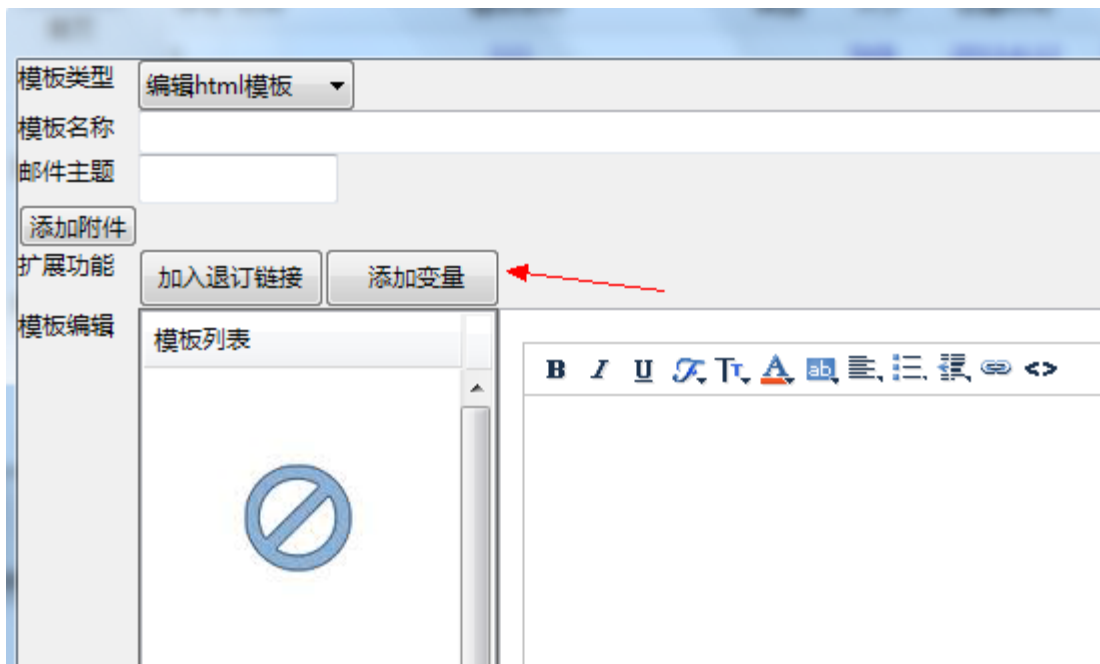 模板类型 编辑html模板
模板名称
邮件主题
添加附件
扩展功能 加入退订链接 添加变量
模板编辑 模板列表
B I U F Tт A ab <>